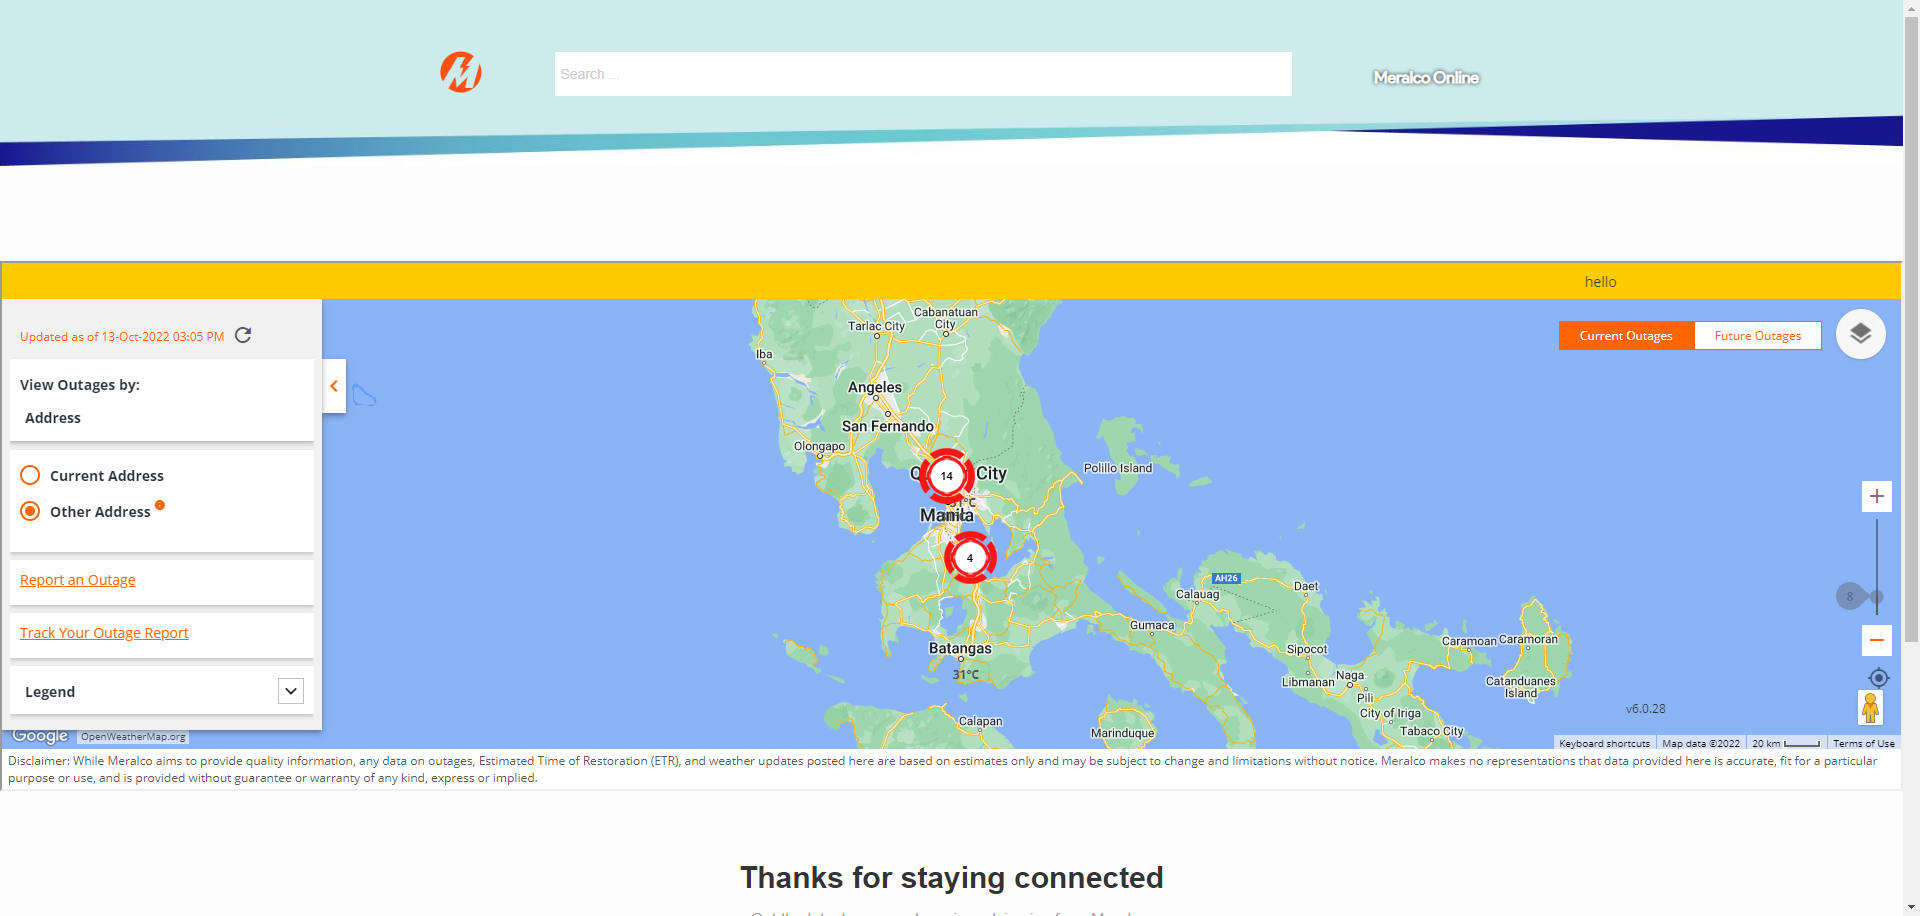 Search ...
Meralco Online
hello
Updated as of 13-Oct-2022 03:05 PM
View Outages by:
Address
Current Address
Other Address
Report an Outage
Track Your Outage Report
Legend
Current Outages
Future Outages
Tarlac City
Cabanatuan
City
Iba
Angeles
San Fernando
Olongapo
City
14
Manila
4
Polillo Island
AH26
Calauag
Daet
Gumaca
Batangas
31°C
Sipocot
Caramoan
Caramoran
Libmanan
Naga
Pili
Catanduanes
Island
City of Iriga
Tabaco City
Calapan
Marinduque
8
v6.0.28
Google
OpenWeatherMap.org
Keyboard shortcuts
Map data ©2022
20 km
Terms of Use
Disclaimer: While Meralco aims to provide quality information, any data on outages, Estimated Time of Restoration (ETR), and weather updates posted here are based on estimates only and may be subject to change and limitations without notice. Meralco makes no representations that data provided here is accurate, fit for a particular
purpose or use, and is provided without guarantee or warranty of any kind, express or implied.
Thanks for staying connected